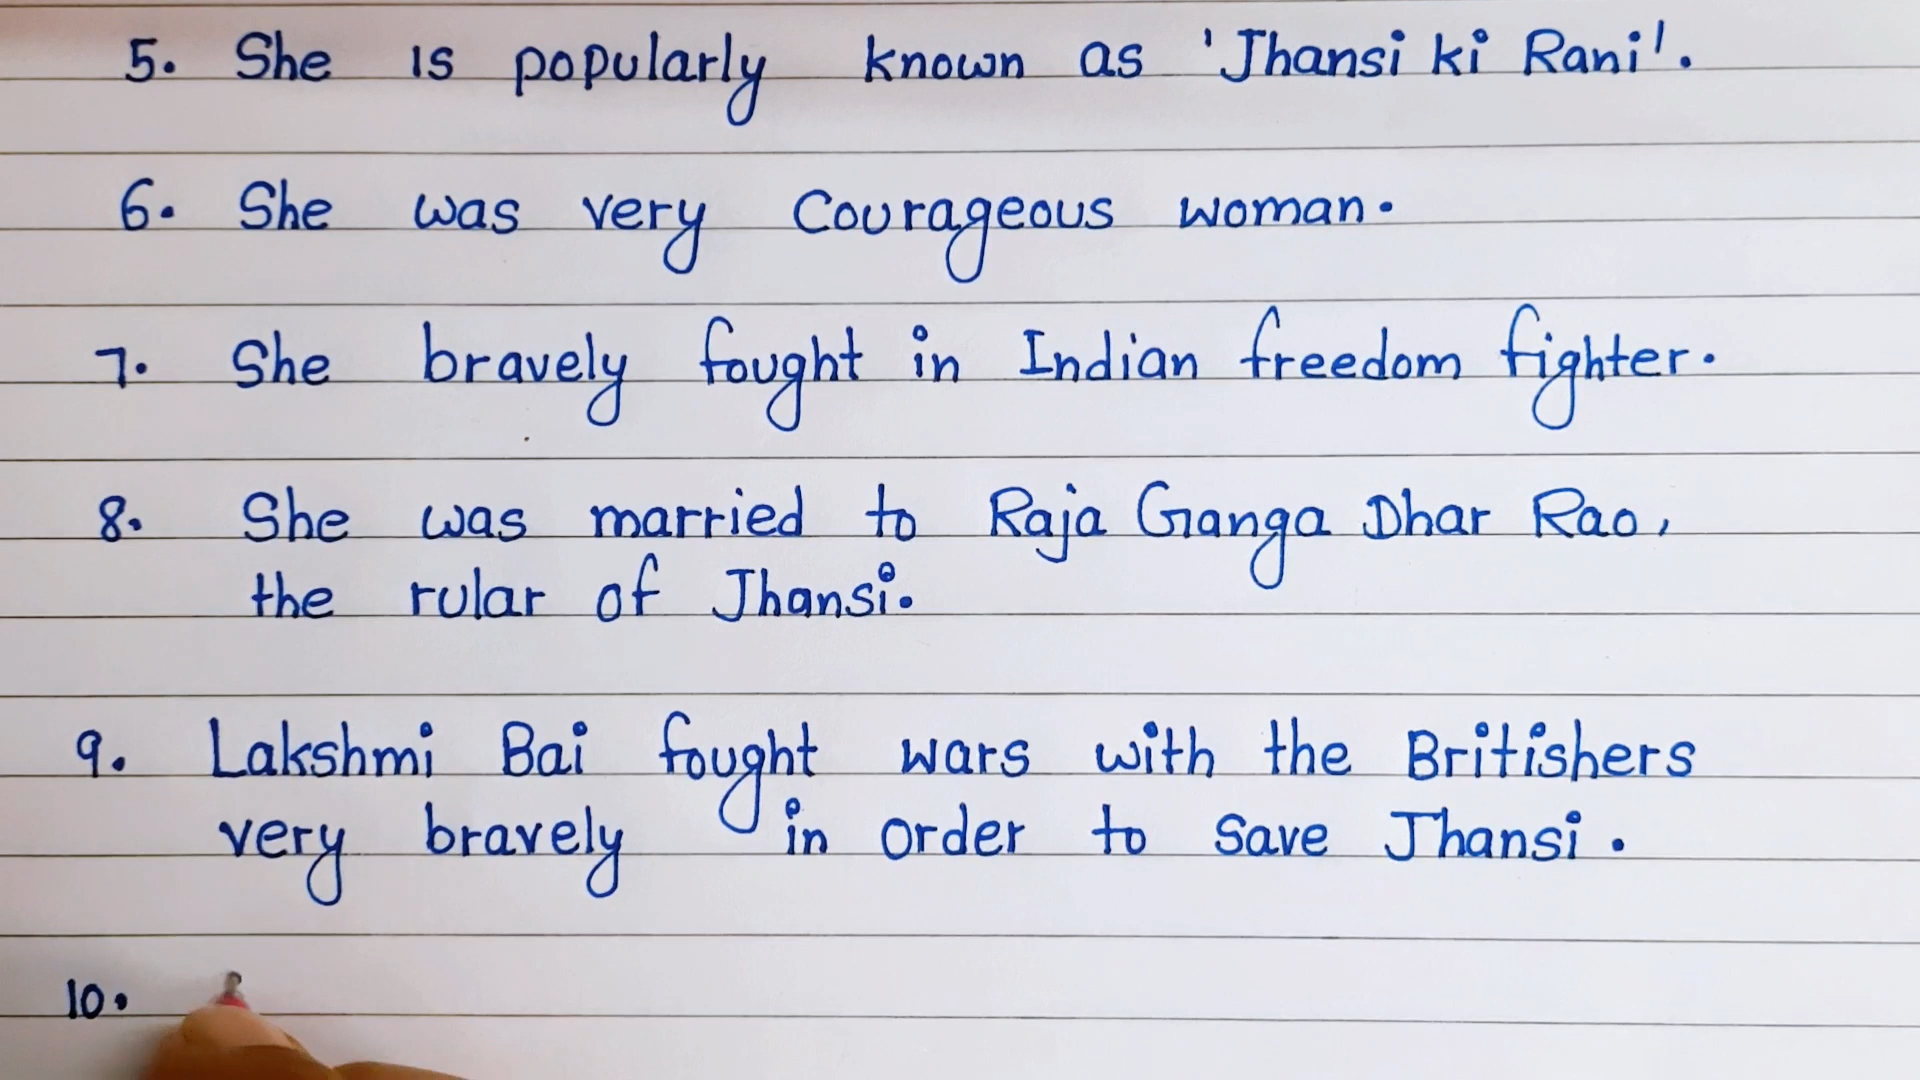 5. She is popularly known as 'Jhansi ki Rani'.
6. She was very Courageous woman.
7. She bravely fought in Indian freedom fighter.
8. She was married to Raja Ganga Dhar Rao,
the rular of Jhansi.
9. Lakshmi Bai fought wars with the Britishers
very bravely in order to save Jhansi.
10.